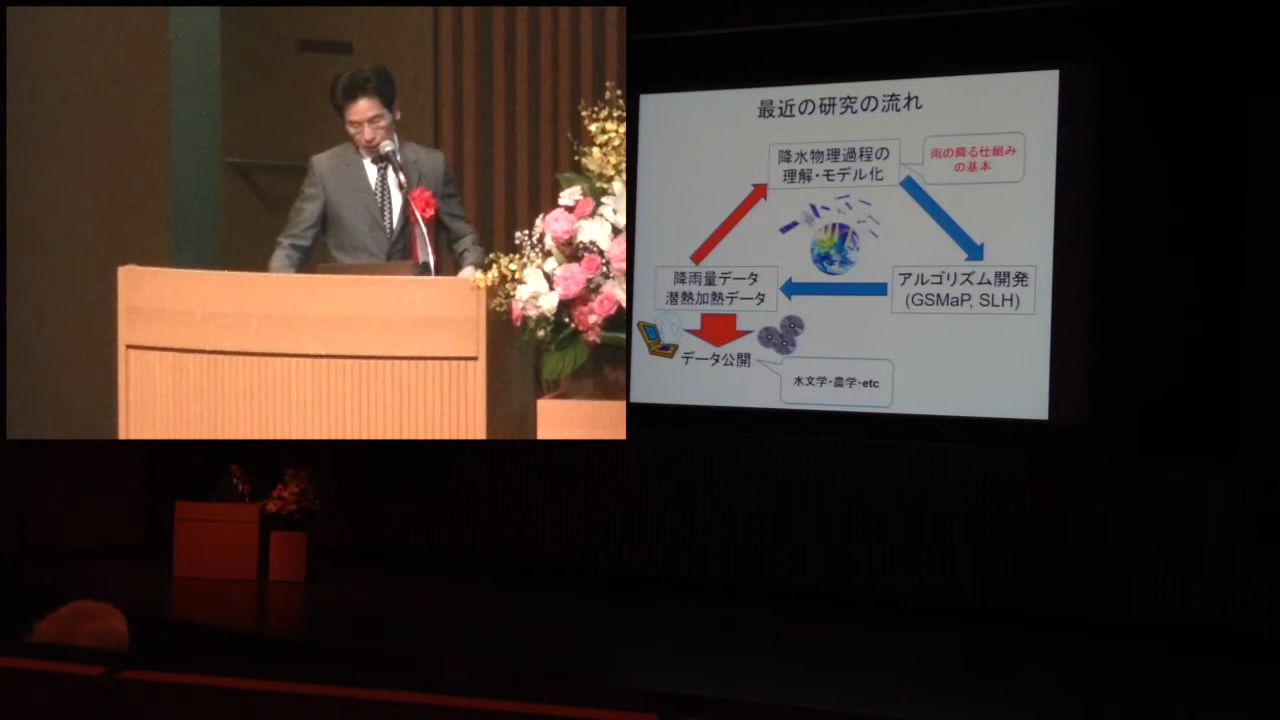 最近の研究の流れ
降水物理過程の
理解・モデル化
雨の降る仕組み
の基本
降雨量データ
潜熱加熱データ
アルゴリズム開発
(GSMaP, SLH)
データ公開
水文学・農学・etc